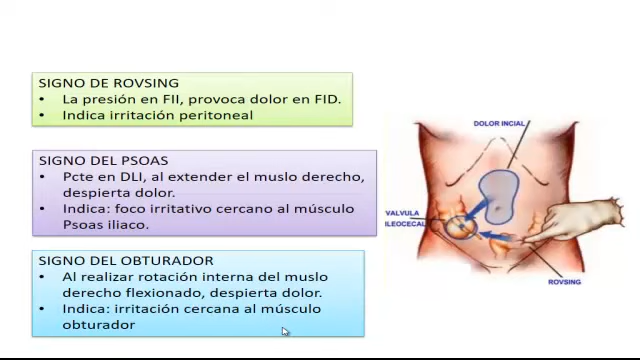 SIGNO DE ROVSING
• La presión en FII, provoca dolor en FID.
• Indica irritación peritoneal
SIGNO DEL PSOAS
• Pcte en DLI, al extender el muslo derecho,
despierta dolor.
• Indica: foco irritativo cercano al músculo
Psoas iliaco.
SIGNO DEL OBTURADOR
• Al realizar rotación interna del muslo
derecho flexionado, despierta dolor.
• Indica: irritación cercana al músculo
obturador
DOLOR INCIAL
VALVULA
ILEOCECAL
ROVSING